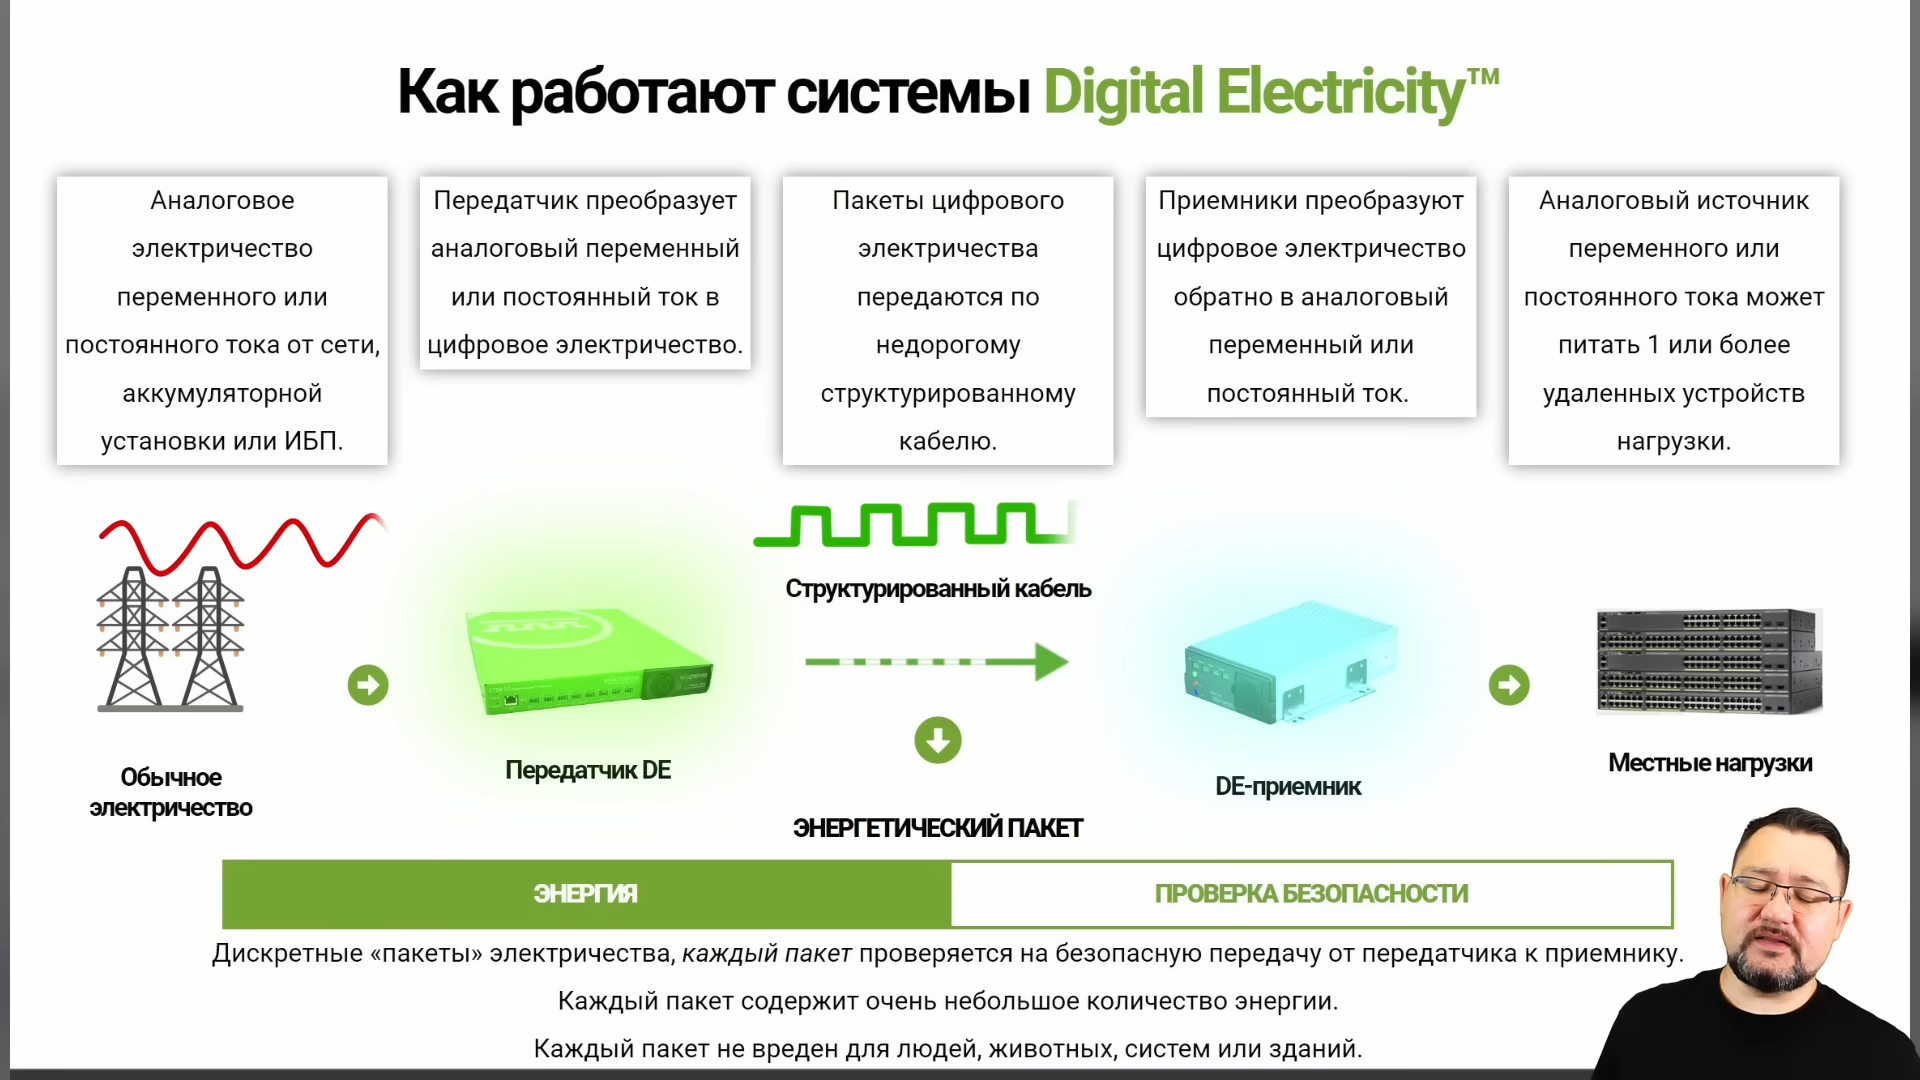 Как работают системы Digital Electricity™
Аналоговое
электричество
переменного или
постоянного тока от сети,
аккумуляторной
установки или ИБП.
Передатчик преобразует
аналоговый переменный
или постоянный ток в
цифровое электричество.
Пакеты цифрового
электричества
передаются по
недорогому
структурированному
кабелю.
Приемники преобразуют
цифровое электричество
обратно в аналоговый
переменный или
постоянный ток.
Аналоговый источник
переменного или
постоянного тока может
питать 1 или более
удаленных устройств
нагрузки.
Структурированный кабель
Обычное
электричество
Передатчик DE
DE-приемник
Местные нагрузки
ЭНЕРГЕТИЧЕСКИЙ ПАКЕТ
ЭНЕРГИЯ
ПРОВЕРКА БЕЗОПАСНОСТИ
Дискретные «пакеты» электричества, каждый пакет проверяется на безопасную передачу от передатчика к приемнику.
Каждый пакет содержит очень небольшое количество энергии.
Каждый пакет не вреден для людей, животных, систем или зданий.